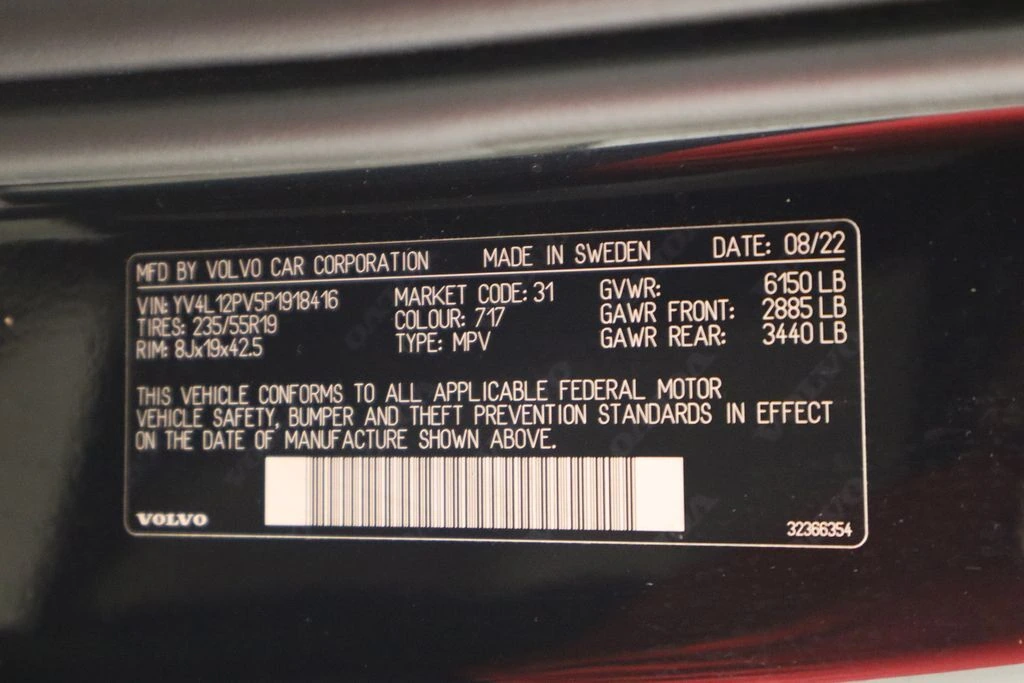 MFD BY VOLVO CAR CORPORATION MADE IN SWEDEN DATE: 08/22
VIN: YV4L12PV5P1918416 MARKET CODE: 31 GVWR: 6150 LB
TIRES: 235/55R19 COLOUR: 717 GAWR FRONT: 2885 LB
RIM: 8Jx19x42.5 TYPE: MPV GAWR REAR: 3440 LB
THIS VEHICLE CONFORMS TO ALL APPLICABLE FEDERAL MOTOR
VEHICLE SAFETY, BUMPER AND THEFT PREVENTION STANDARDS IN EFFECT
ON THE DATE OF MANUFACTURE SHOWN ABOVE.
VOLVO 32366354